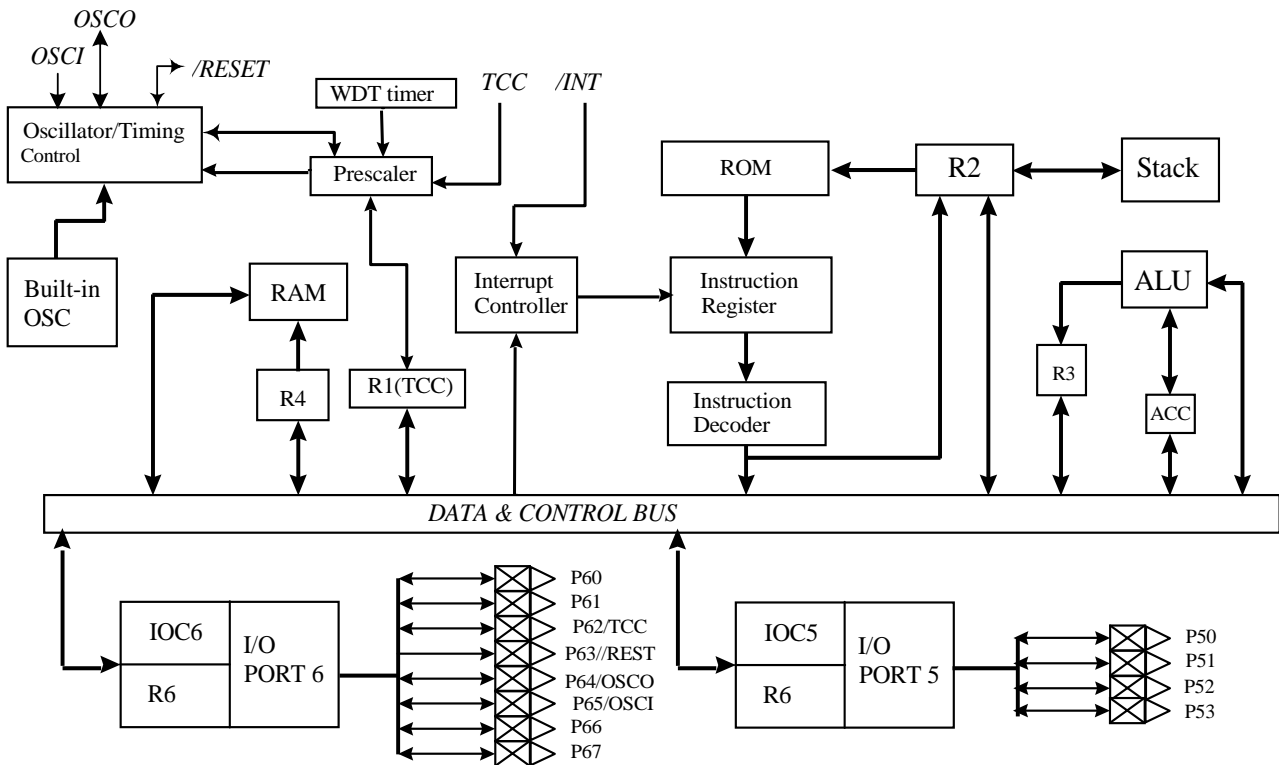 OSCO
OSCI
/RESET
WDT timer
TCC
/INT
Oscillator/Timing
Control
Prescaler
ROM
R2
Stack
Built-in
OSC
RAM
Interrupt
Controller
Instruction
Register
ALU
R4
R1(TCC)
Instruction
Decoder
R3
ACC
DATA & CONTROL BUS
IOC6
R6
I/O
PORT 6
P60
P61
P62/TCC
P63//REST
P64/OSCO
P65/OSCI
P66
P67
IOC5
R6
I/O
PORT 5
P50
P51
P52
P53